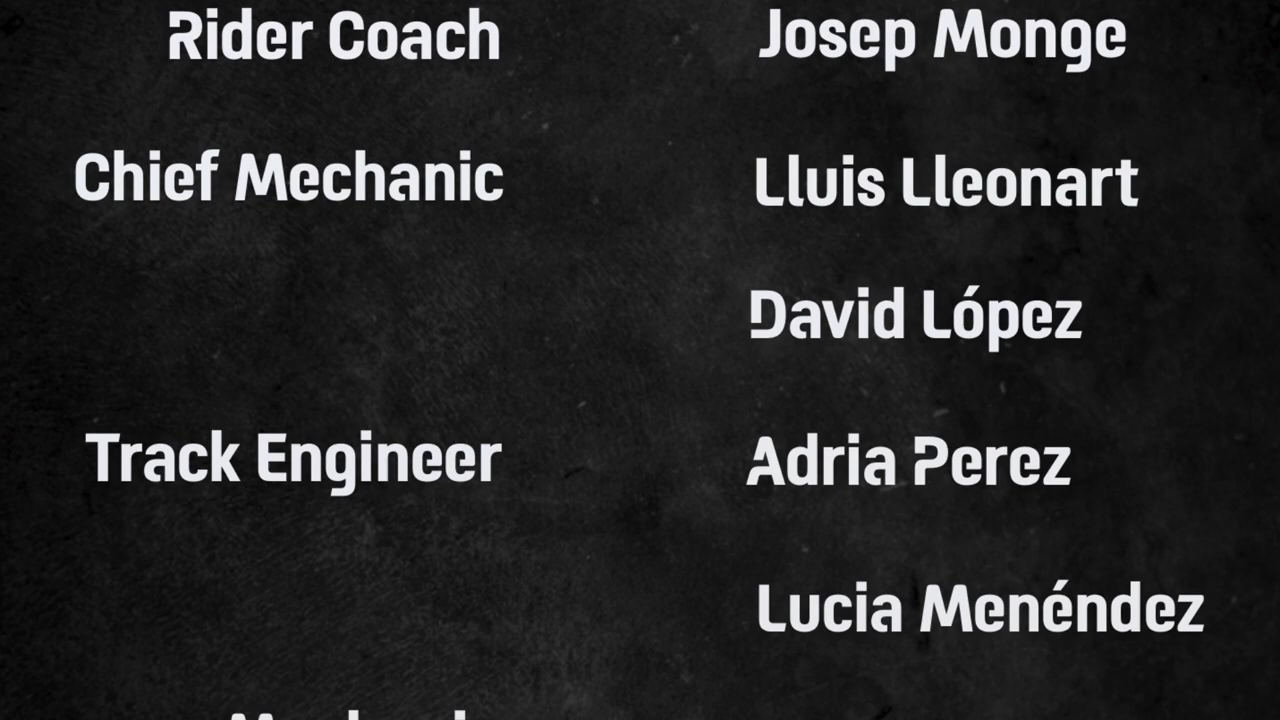 Rider Coach Josep Monge
Chief Mechanic Lluis Lleonart
David López
Track Engineer Adria Perez
Lucia Menéndez